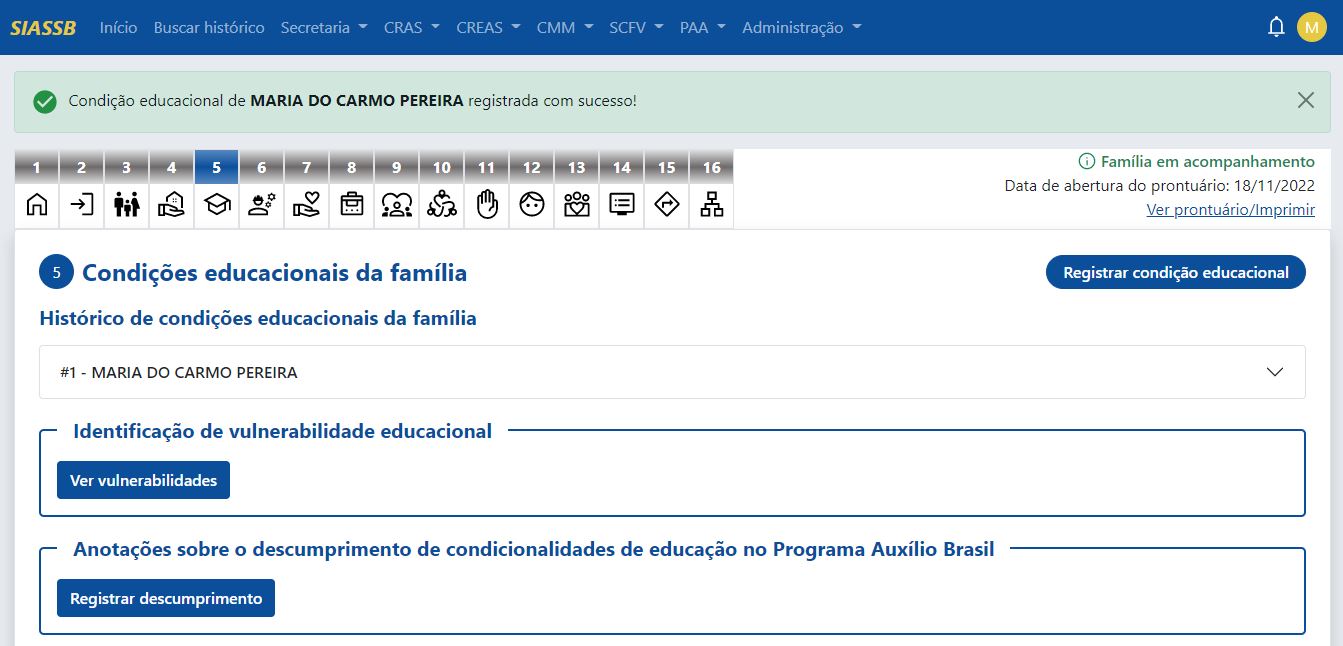 SIASSB Início Buscar histórico Secretaria CRAS CREAS CMM SCFV PAA Administração M
Condição educacional de MARIA DO CARMO PEREIRA registrada com sucesso!
1 2 3 4 5 6 7 8 9 10 11 12 13 14 15 16
Família em acompanhamento
Data de abertura do prontuário: 18/11/2022
Ver prontuário/Imprimir
5 Condições educacionais da família
Registrar condição educacional
Histórico de condições educacionais da família
#1 - MARIA DO CARMO PEREIRA
Identificação de vulnerabilidade educacional
Ver vulnerabilidades
Anotações sobre o descumprimento de condicionalidades de educação no Programa Auxílio Brasil
Registrar descumprimento